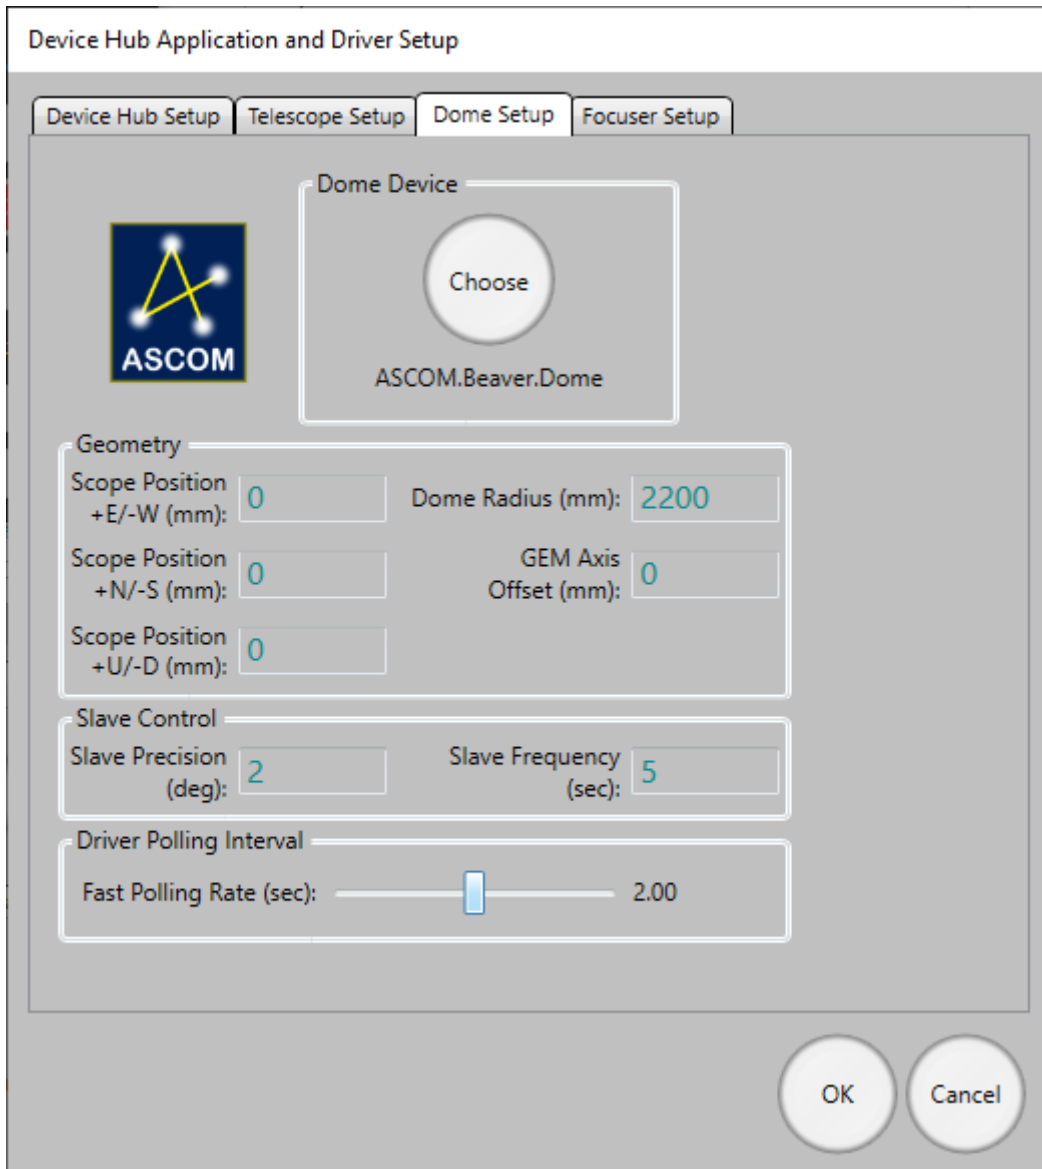 Device Hub Application and Driver Setup
Device Hub Setup
Telescope Setup
Dome Setup
Focuser Setup
Dome Device
Choose
ASCOM
ASCOM.Beaver.Dome
Geometry
Scope Position
+E/-W (mm):
0
Dome Radius (mm):
2200
Scope Position
+N/-S (mm):
0
GEM Axis
Offset (mm):
0
Scope Position
+U/-D (mm):
0
Slave Control
Slave Precision
(deg):
2
Slave Frequency
(sec):
5
Driver Polling Interval
Fast Polling Rate (sec):
2.00
OK
Cancel